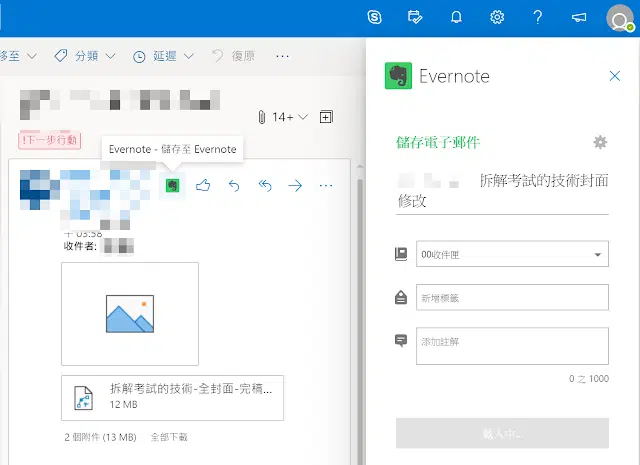 移至 分類 延遲 復原 ...
14+
!下一步行動
Evernote - 儲存至 Evernote
午 03:58
收件者:
拆解考試的技術-全封面-完稿...
12 MB
2 個附件 (13 MB) 全部下載
Evernote
儲存電子郵件
拆解考試的技術封面
修改
00收件匣
新增標籤
添加註解
0 之 1000
載入中...